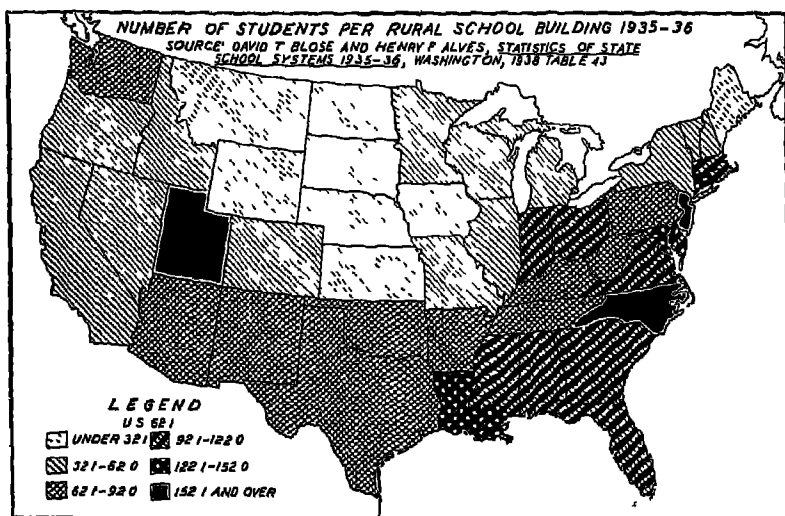 NUMBER OF STUDENTS PER RURAL SCHOOL BUILDING 1935-36
SOURCE: DAVID T BLOSE AND HENRY F ALVES, STATISTICS OF STATE
SCHOOL SYSTEMS 1935-36, WASHINGTON, 1938 TABLE 43
LEGEND
U S 62 1
UNDER 32 1
92 1-122 0
32 1-62 0
122 1-152 0
62 1-92 0
152 1 AND OVER